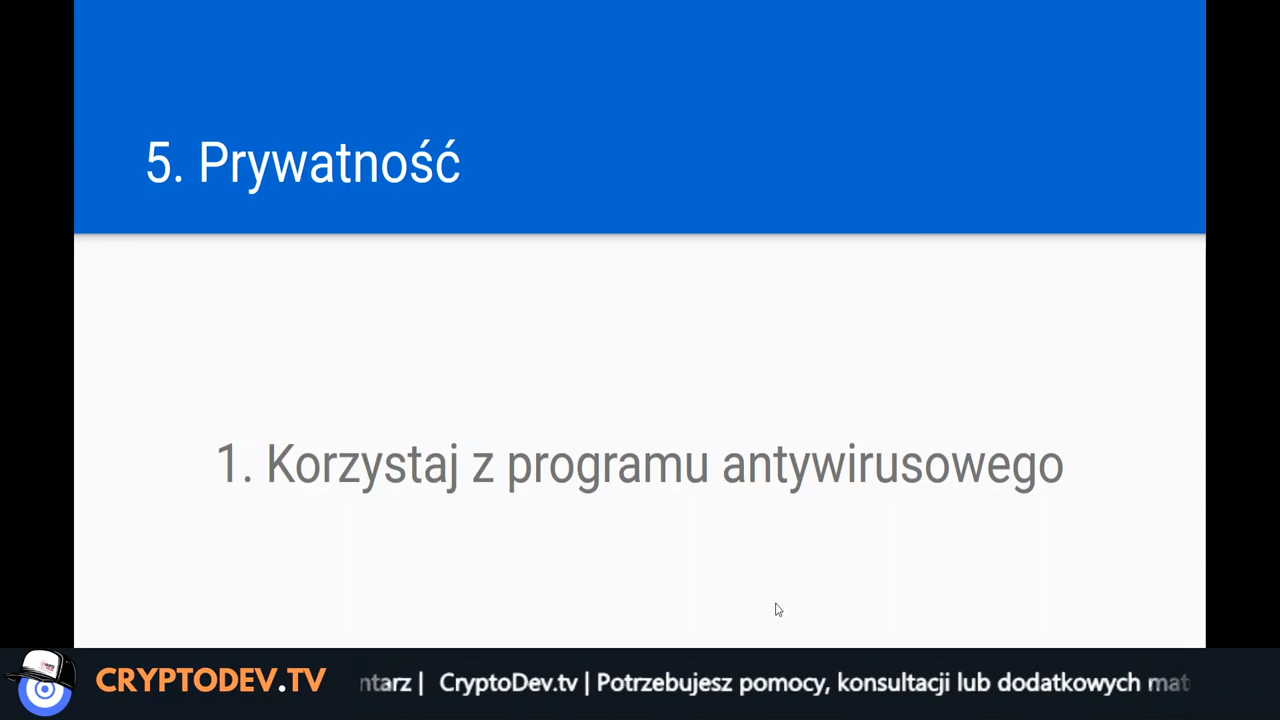 5. Prywatność
1. Korzystaj z programu antywirusowego
CRYPTODEV.TV
ntarz | CryptoDev.tv | Potrzebujesz pomocy, konsultacji lub dodatkowych mat